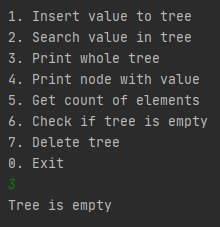 1. Insert value to tree
2. Search value in tree
3. Print whole tree
4. Print node with value
5. Get count of elements
6. Check if tree is empty
7. Delete tree
0. Exit
3
Tree is empty